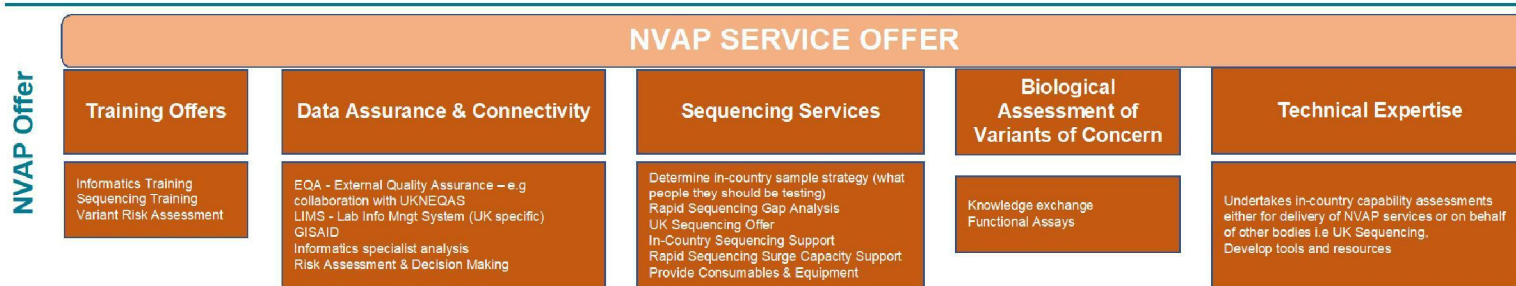 NVAP SERVICE OFFER
NVAP Offer
Training Offers
Informatics Training
Sequencing Training
Variant Risk Assessment
Data Assurance & Connectivity
EQA - External Quality Assurance – e.g
collaboration with UKNEQAS
LIMS - Lab Info Mngt System (UK specific)
GISAID
Informatics specialist analysis
Risk Assessment & Decision Making
Sequencing Services
Determine in-country sample strategy (what
people they should be testing)
Rapid Sequencing Gap Analysis
UK Sequencing Offer
In-Country Sequencing Support
Rapid Sequencing Surge Capacity Support
Provide Consumables & Equipment
Biological
Assessment of
Variants of Concern
Knowledge exchange
Functional Assays
Technical Expertise
Undertakes in-country capability assessments
either for delivery of NVAP services or on behalf
of other bodies i.e UK Sequencing.
Develop tools and resources